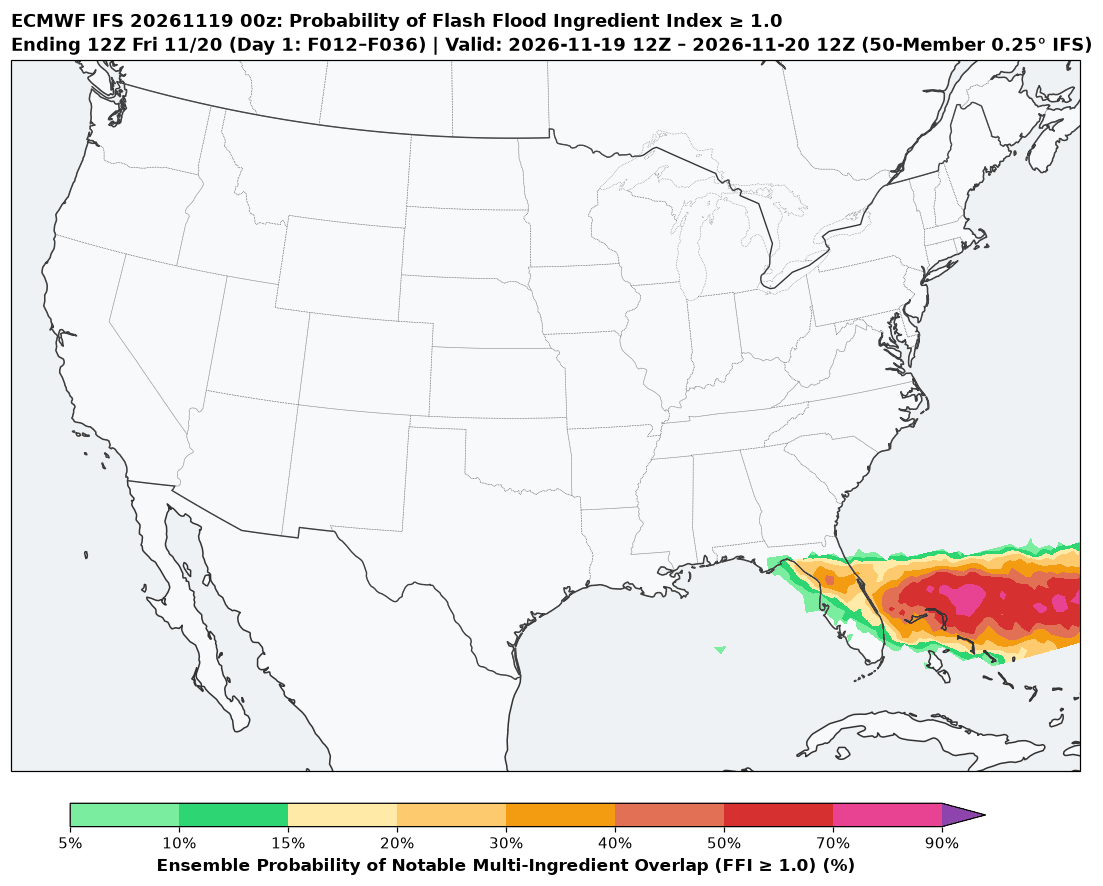 ECMWF IFS 20261119 00z: Probability of Flash Flood Ingredient Index ≥ 1.0
Ending 12Z Fri 11/20 (Day 1: F012–F036) | Valid: 2026-11-19 12Z – 2026-11-20 12Z (50-Member 0.25° IFS)
5% 10% 15% 20% 30% 40% 50% 70% 90%
Ensemble Probability of Notable Multi-Ingredient Overlap (FFI ≥ 1.0) (%)